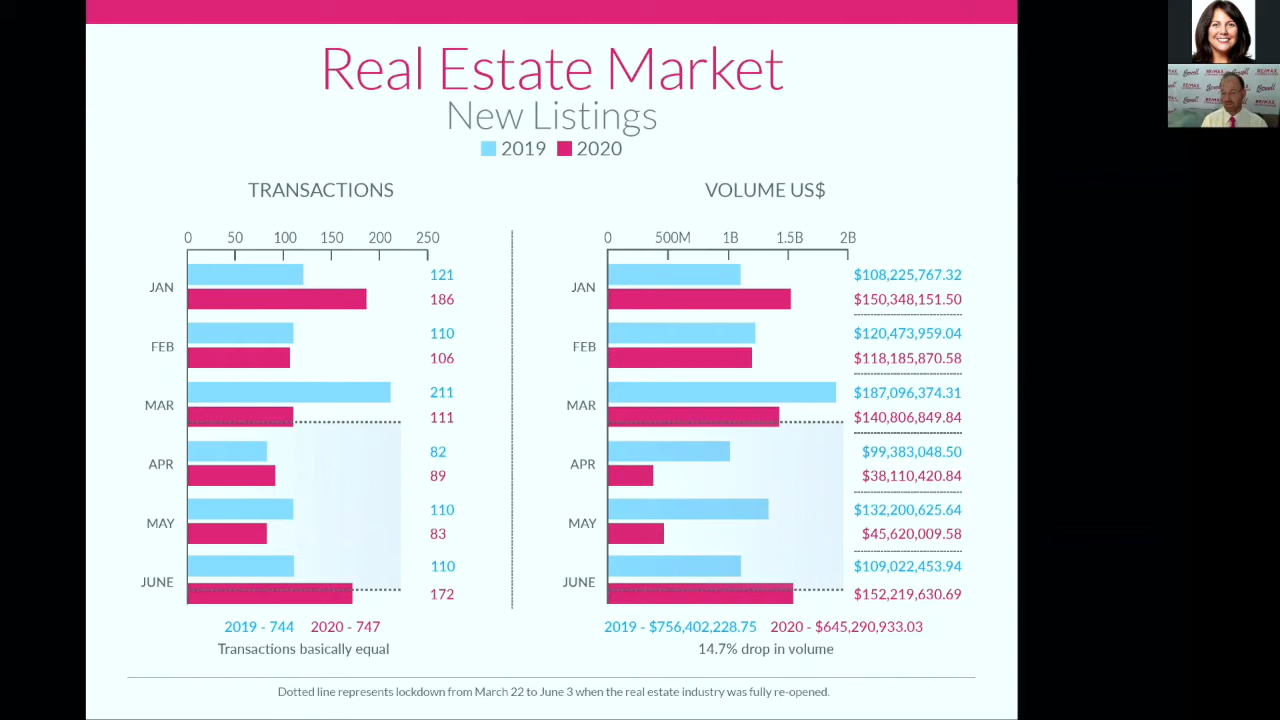 Real Estate Market
New Listings
2019 2020
TRANSACTIONS
0 50 100 150 200 250
JAN 121
186
FEB 110
106
MAR 211
111
APR 82
89
MAY 110
83
JUNE 110
172
2019 - 744 2020 - 747
Transactions basically equal
VOLUME US$
0 500M 1B 1.5B 2B
JAN $108,225,767.32
$150,348,151.50
FEB $120,473,959.04
$118,185,870.58
MAR $187,096,374.31
$140,806,849.84
APR $99,383,048.50
$38,110,420.84
MAY $132,200,625.64
$45,620,009.58
JUNE $109,022,453.94
$152,219,630.69
2019 - $756,402,228.75 2020 - $645,290,933.03
14.7% drop in volume
Dotted line represents lockdown from March 22 to June 3 when the real estate industry was fully re-opened.